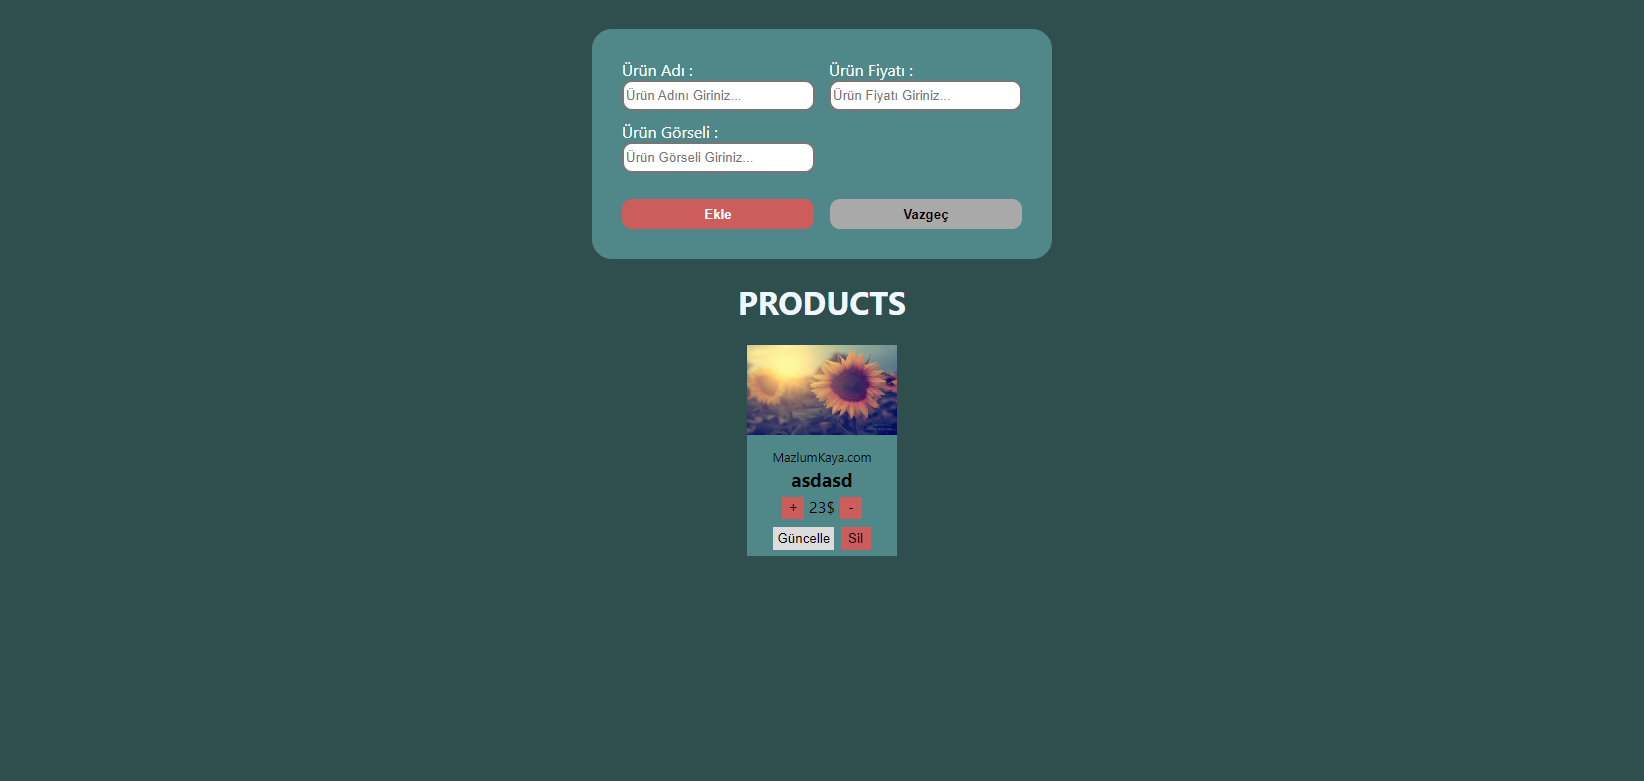 Ürün Adı :
Ürün Fiyatı :
Ürün Adını Giriniz...
Ürün Fiyatı Giriniz...
Ürün Görseli :
Ürün Görseli Giriniz...
Ekle
Vazgeç
PRODUCTS
MazlumKaya.com
asdasd
+ 23$ -
Güncelle Sil